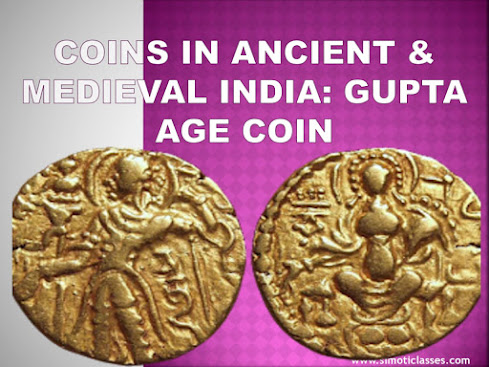 COINS IN ANCIENT &
MEDIEVAL INDIA: GUPTA
AGE COIN
www.simoticlasses.com